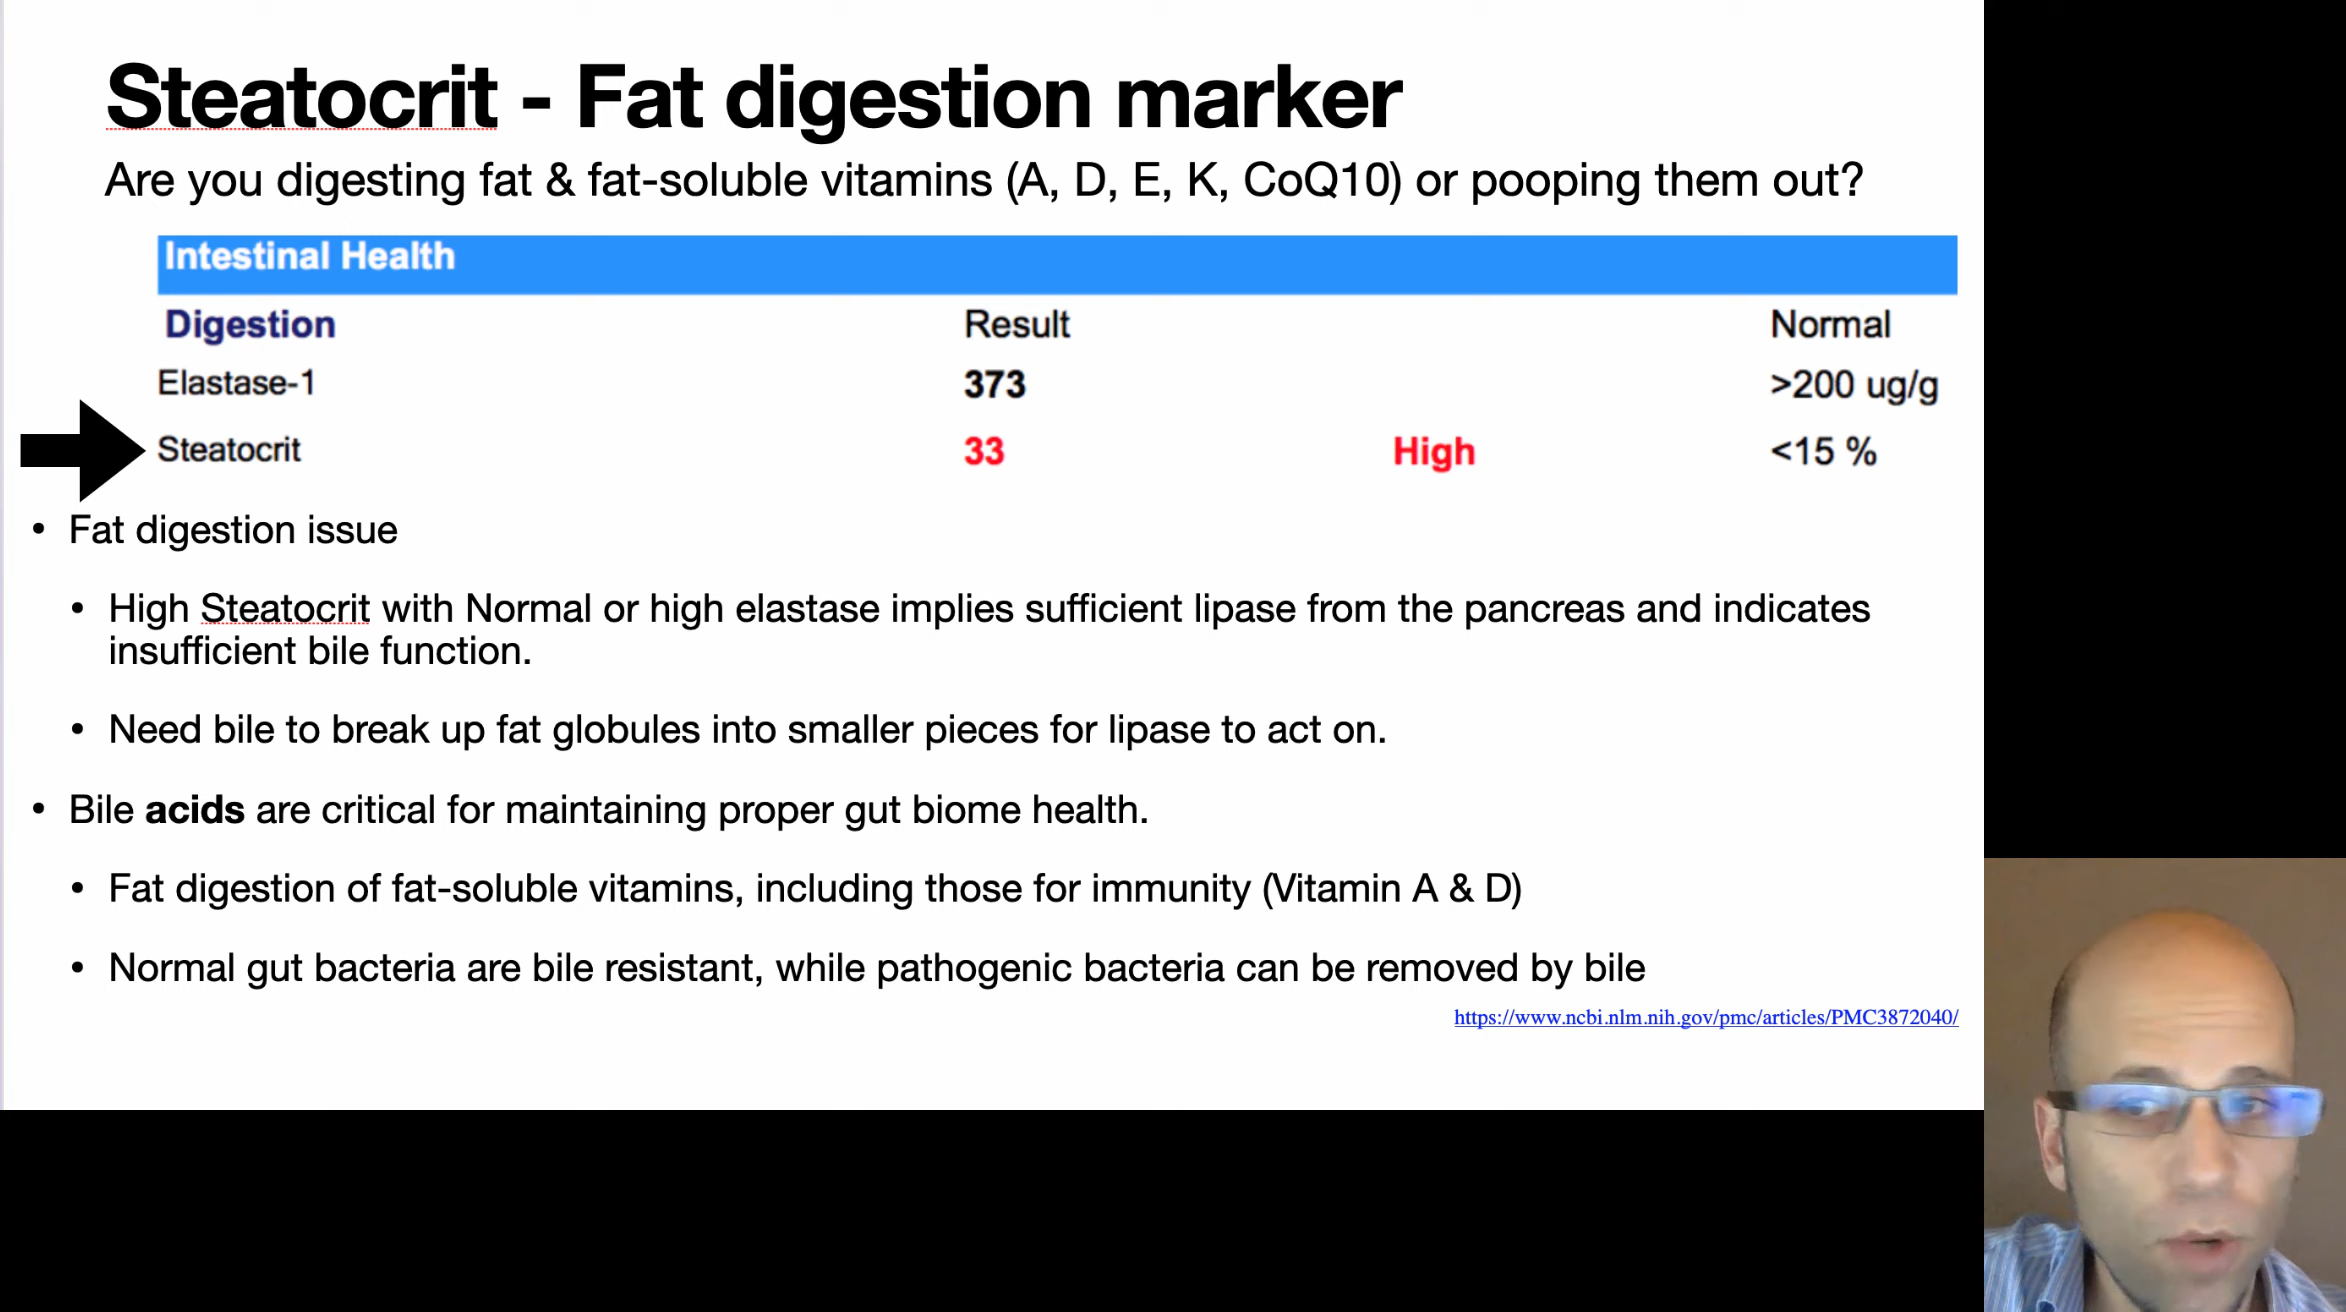 Steatocrit - Fat digestion marker
Are you digesting fat & fat-soluble vitamins (A, D, E, K, CoQ10) or pooping them out?
Intestinal Health
Digestion Result Normal
Elastase-1 373 >200 ug/g
Steatocrit 33 High <15 %
• Fat digestion issue
• High Steatocrit with Normal or high elastase implies sufficient lipase from the pancreas and indicates
insufficient bile function.
• Need bile to break up fat globules into smaller pieces for lipase to act on.
• Bile acids are critical for maintaining proper gut biome health.
• Fat digestion of fat-soluble vitamins, including those for immunity (Vitamin A & D)
• Normal gut bacteria are bile resistant, while pathogenic bacteria can be removed by bile
https://www.ncbi.nlm.nih.gov/pmc/articles/PMC3872040/